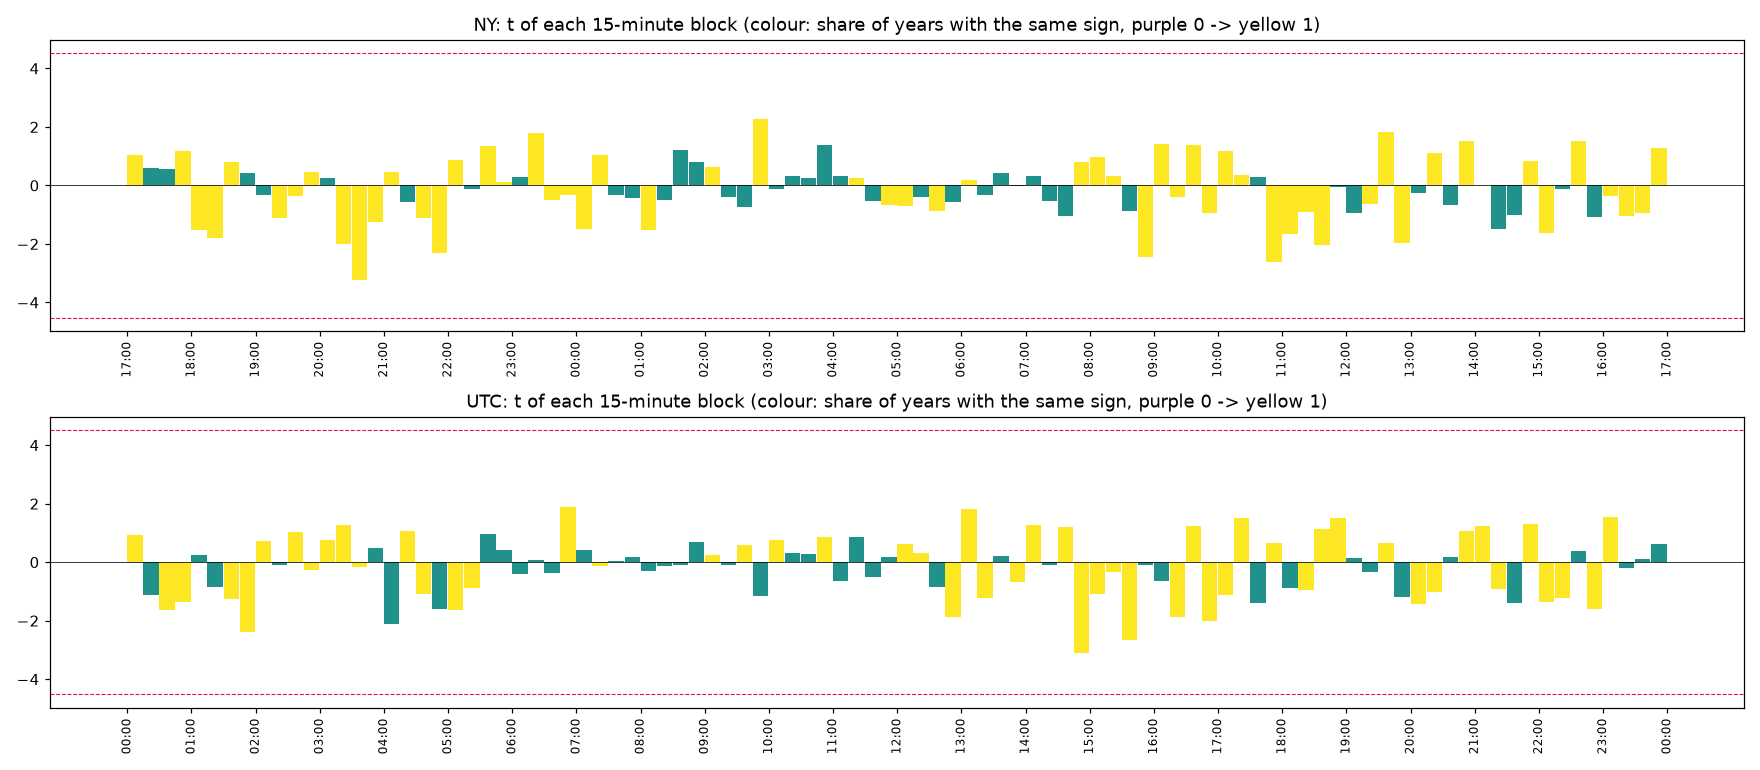 NY: t of each 15-minute block (colour: share of years with the same sign, purple 0 -> yellow 1)
4
2
0
−2
−4
17:00 18:00 19:00 20:00 21:00 22:00 23:00 00:00 01:00 02:00 03:00 04:00 05:00 06:00 07:00 08:00 09:00 10:00 11:00 12:00 13:00 14:00 15:00 16:00 17:00
UTC: t of each 15-minute block (colour: share of years with the same sign, purple 0 -> yellow 1)
4
2
0
−2
−4
00:00 01:00 02:00 03:00 04:00 05:00 06:00 07:00 08:00 09:00 10:00 11:00 12:00 13:00 14:00 15:00 16:00 17:00 18:00 19:00 20:00 21:00 22:00 23:00 00:00